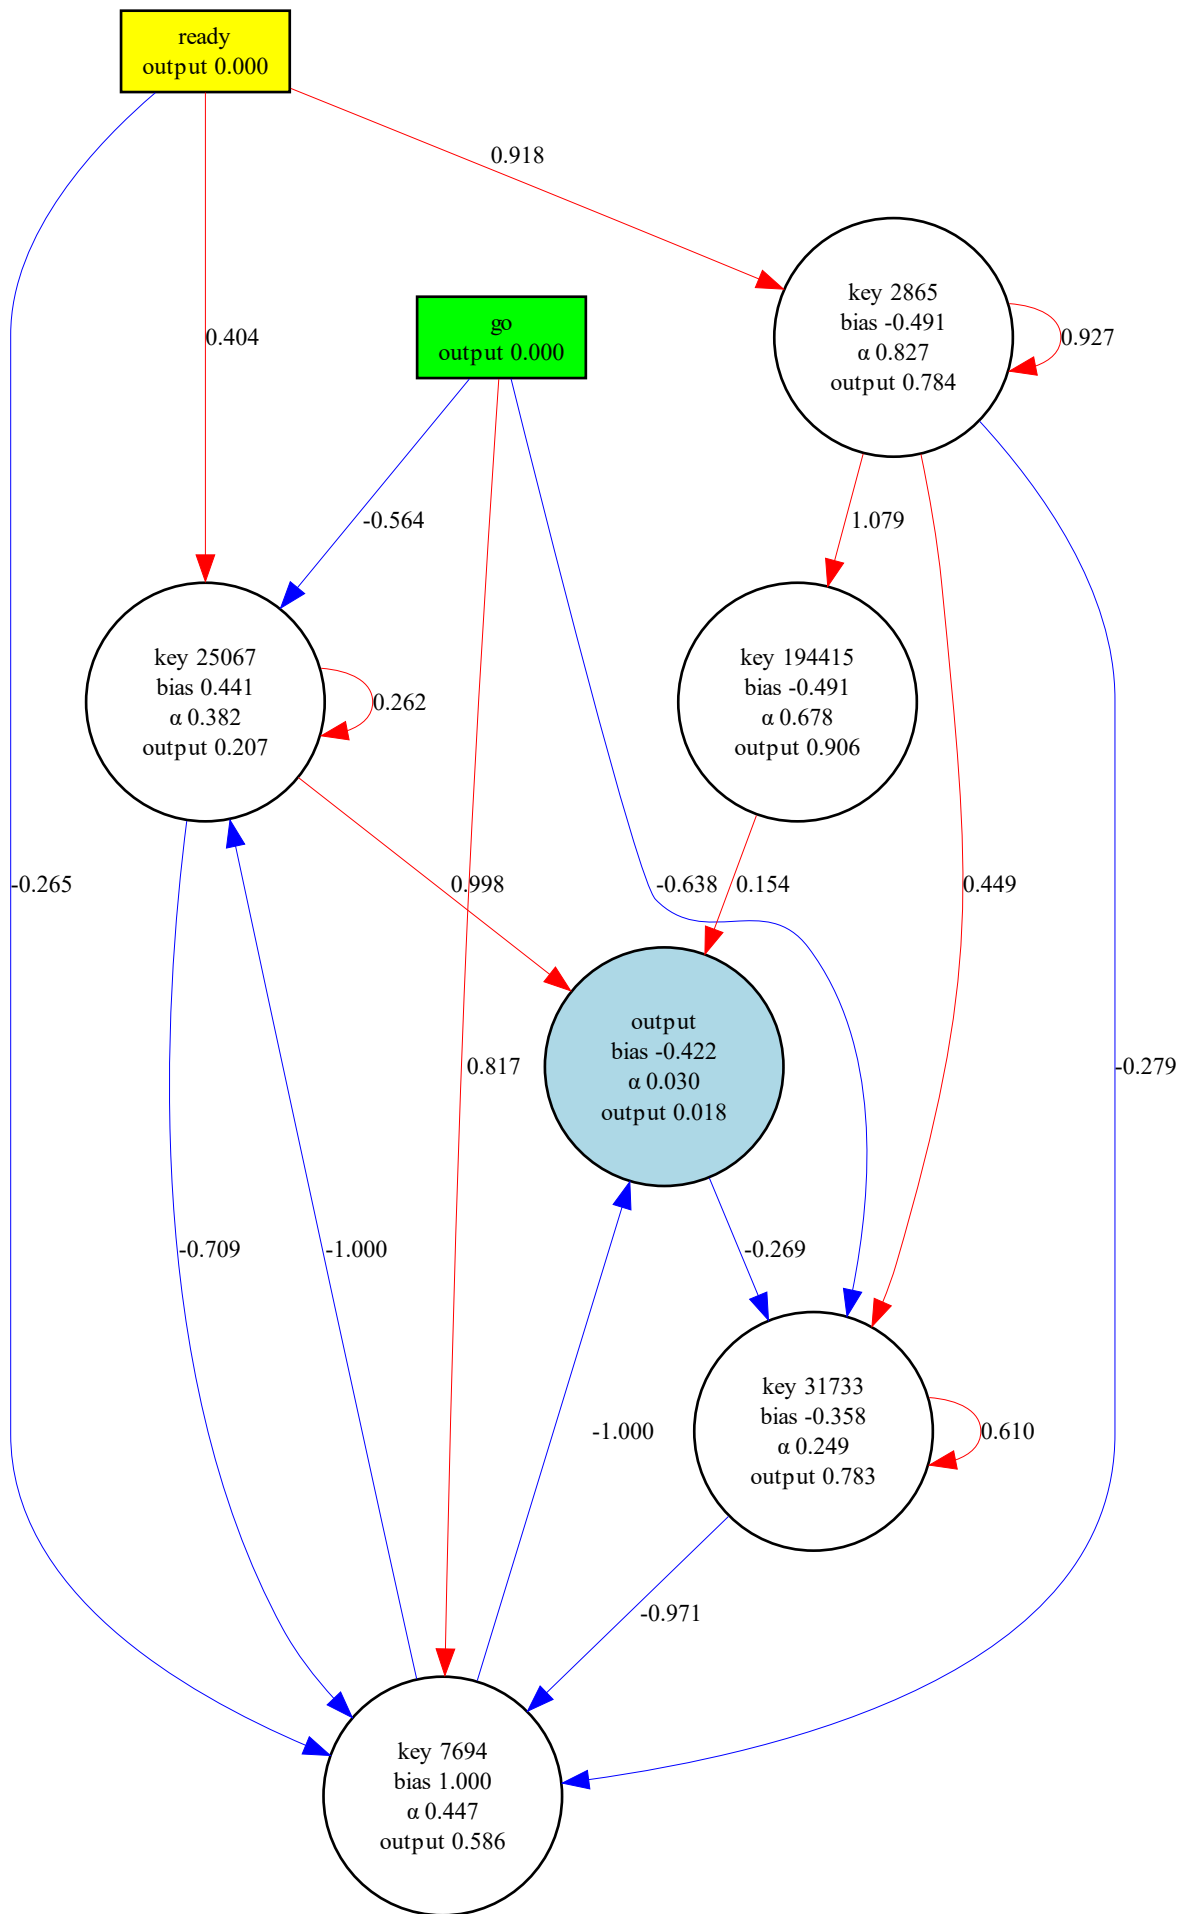 ready
output 0.000
0.918
key 2865
bias -0.491
α 0.827
output 0.784
0.927
go
output 0.000
0.404
-0.564
1.079
key 25067
bias 0.441
α 0.382
output 0.207
0.262
key 194415
bias -0.491
α 0.678
output 0.906
-0.265
0.998
-0.638
0.154
0.449
output
bias -0.422
α 0.030
output 0.018
0.817
-0.279
-0.709
-1.000
-0.269
key 31733
bias -0.358
α 0.249
output 0.783
-1.000
0.610
-0.971
key 7694
bias 1.000
α 0.447
output 0.586